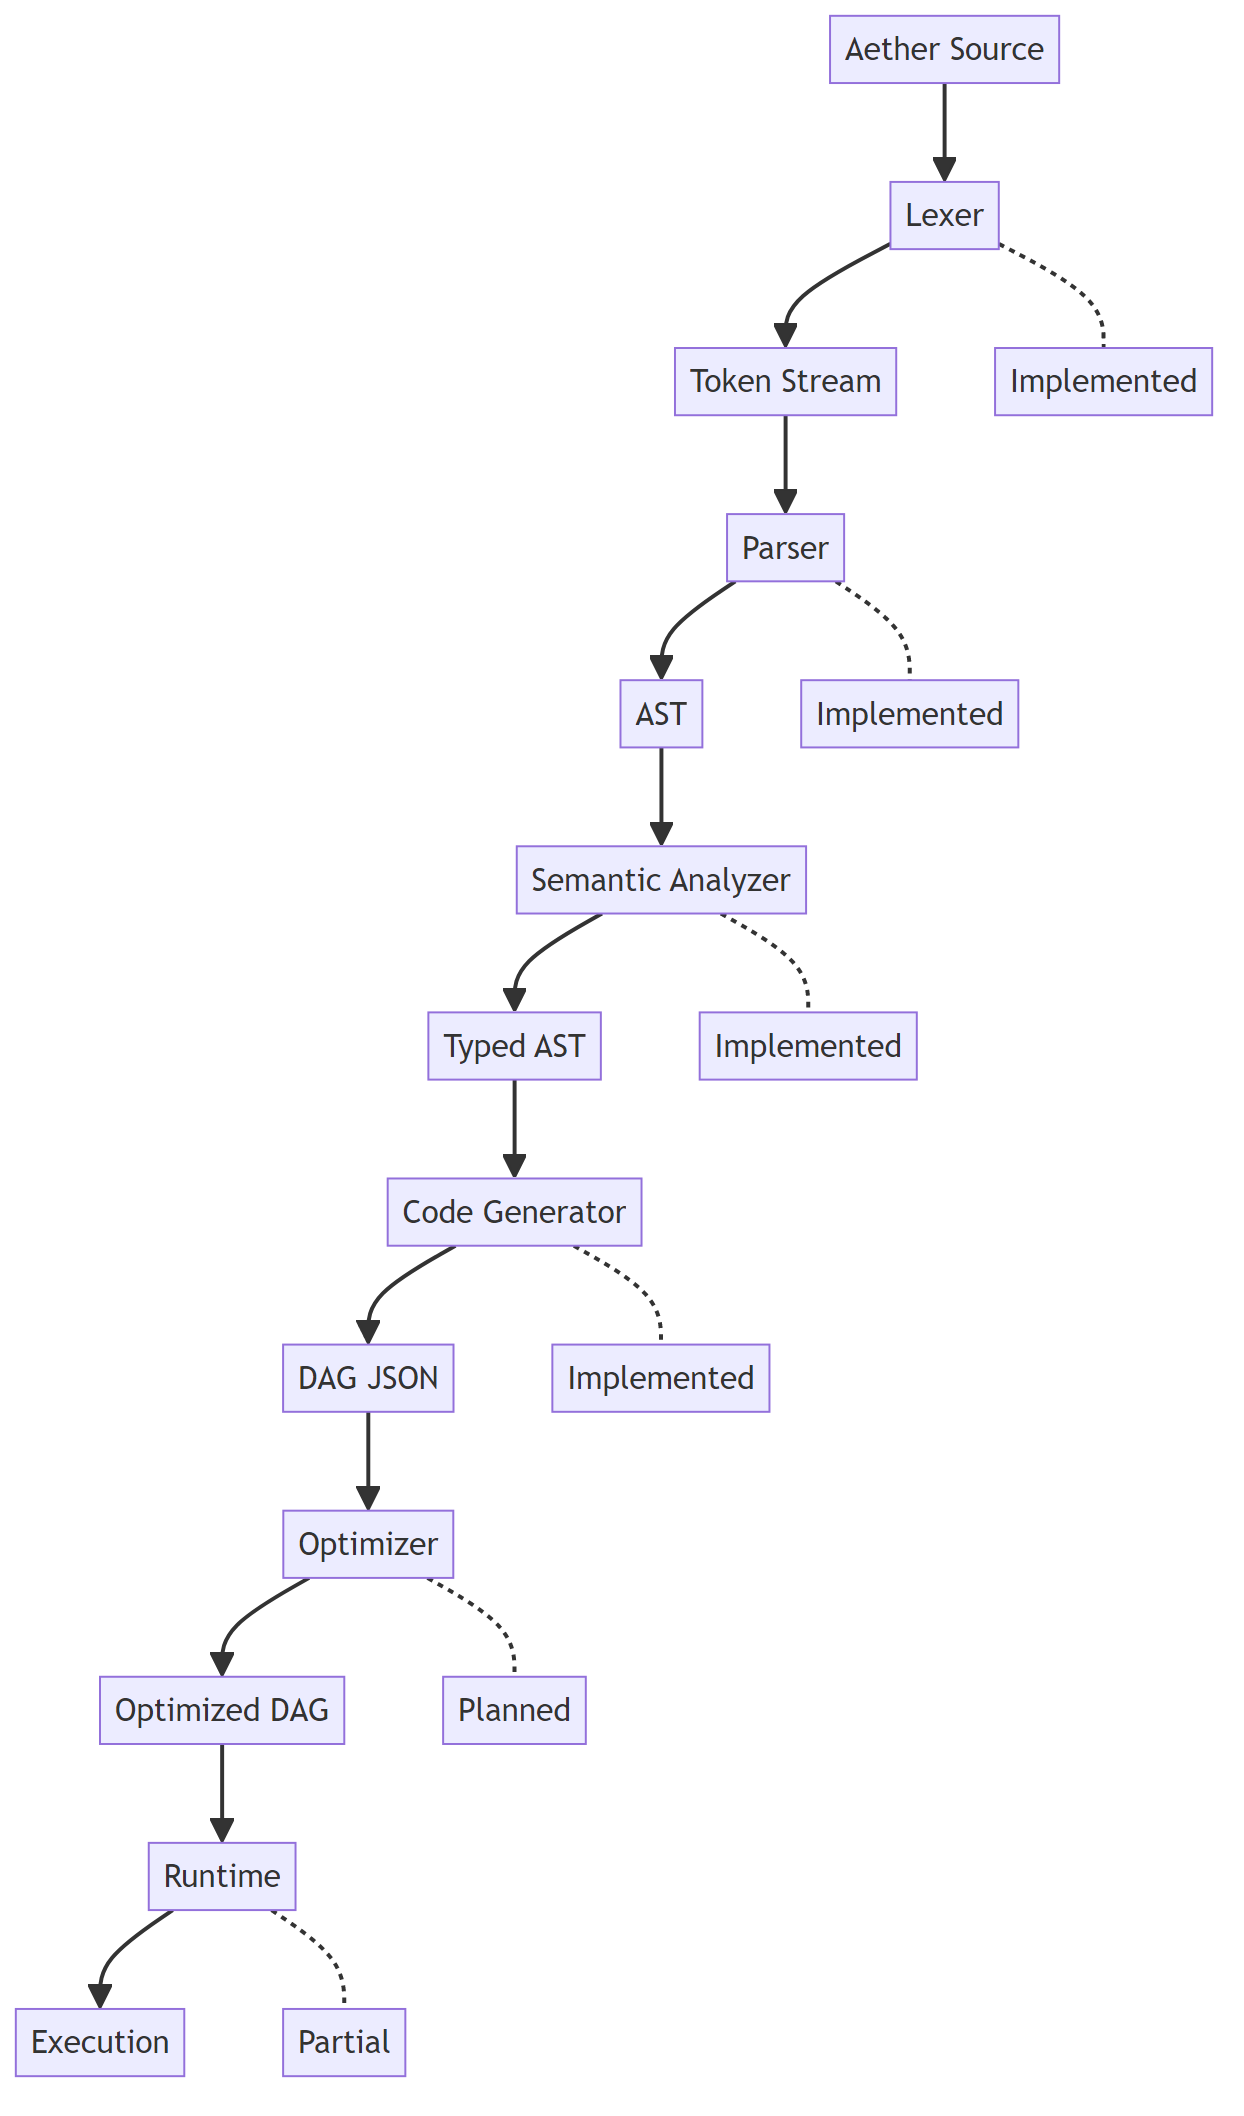 Aether Source
Lexer
Token Stream
Implemented
Parser
AST
Implemented
Semantic Analyzer
Typed AST
Implemented
Code Generator
DAG JSON
Implemented
Optimizer
Optimized DAG
Planned
Runtime
Execution
Partial